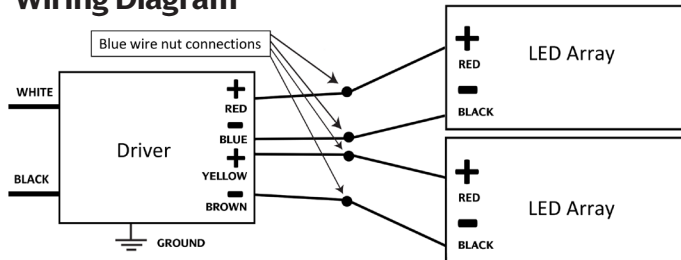 Wiring Diagram
Blue wire nut connections
WHITE
BLACK
Driver
+
RED
-
BLUE
+
YELLOW
-
BROWN
GROUND
+
RED
-
BLACK
LED Array
+
RED
-
BLACK
LED Array